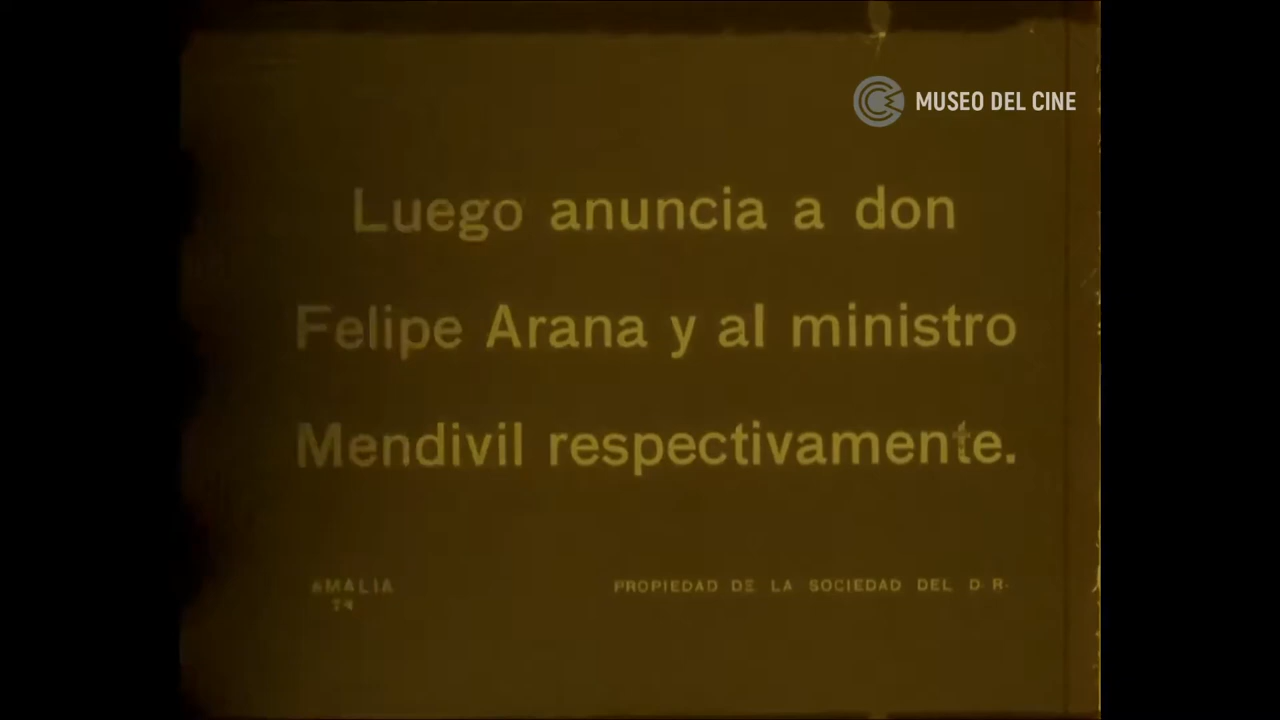 MUSEO DEL CINE
Luego anuncia a don
Felipe Arana y al ministro
Mendivil respectivamente.
AMALIA PROPIEDAD DE LA SOCIEDAD DEL D. R.